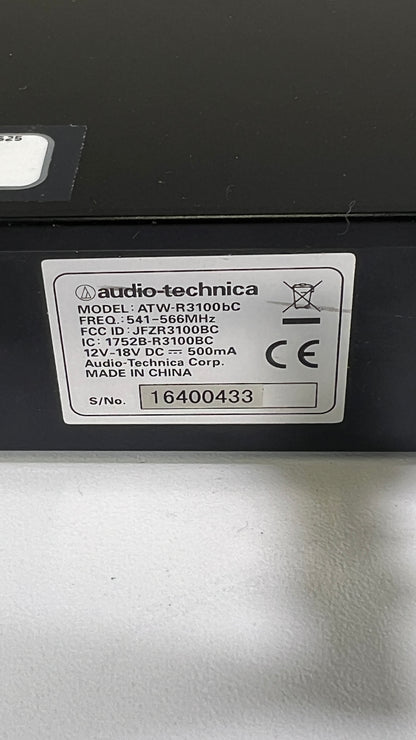 525
audio-technica
MODEL: ATW-R3100bC
FREQ.: 541-566MHz
FCC ID: JFZR3100BC
IC: 1752B-R3100BC
12V-18V DC ⎓ 500mA
Audio-Technica Corp.
MADE IN CHINA
CE
S/No. 16400433